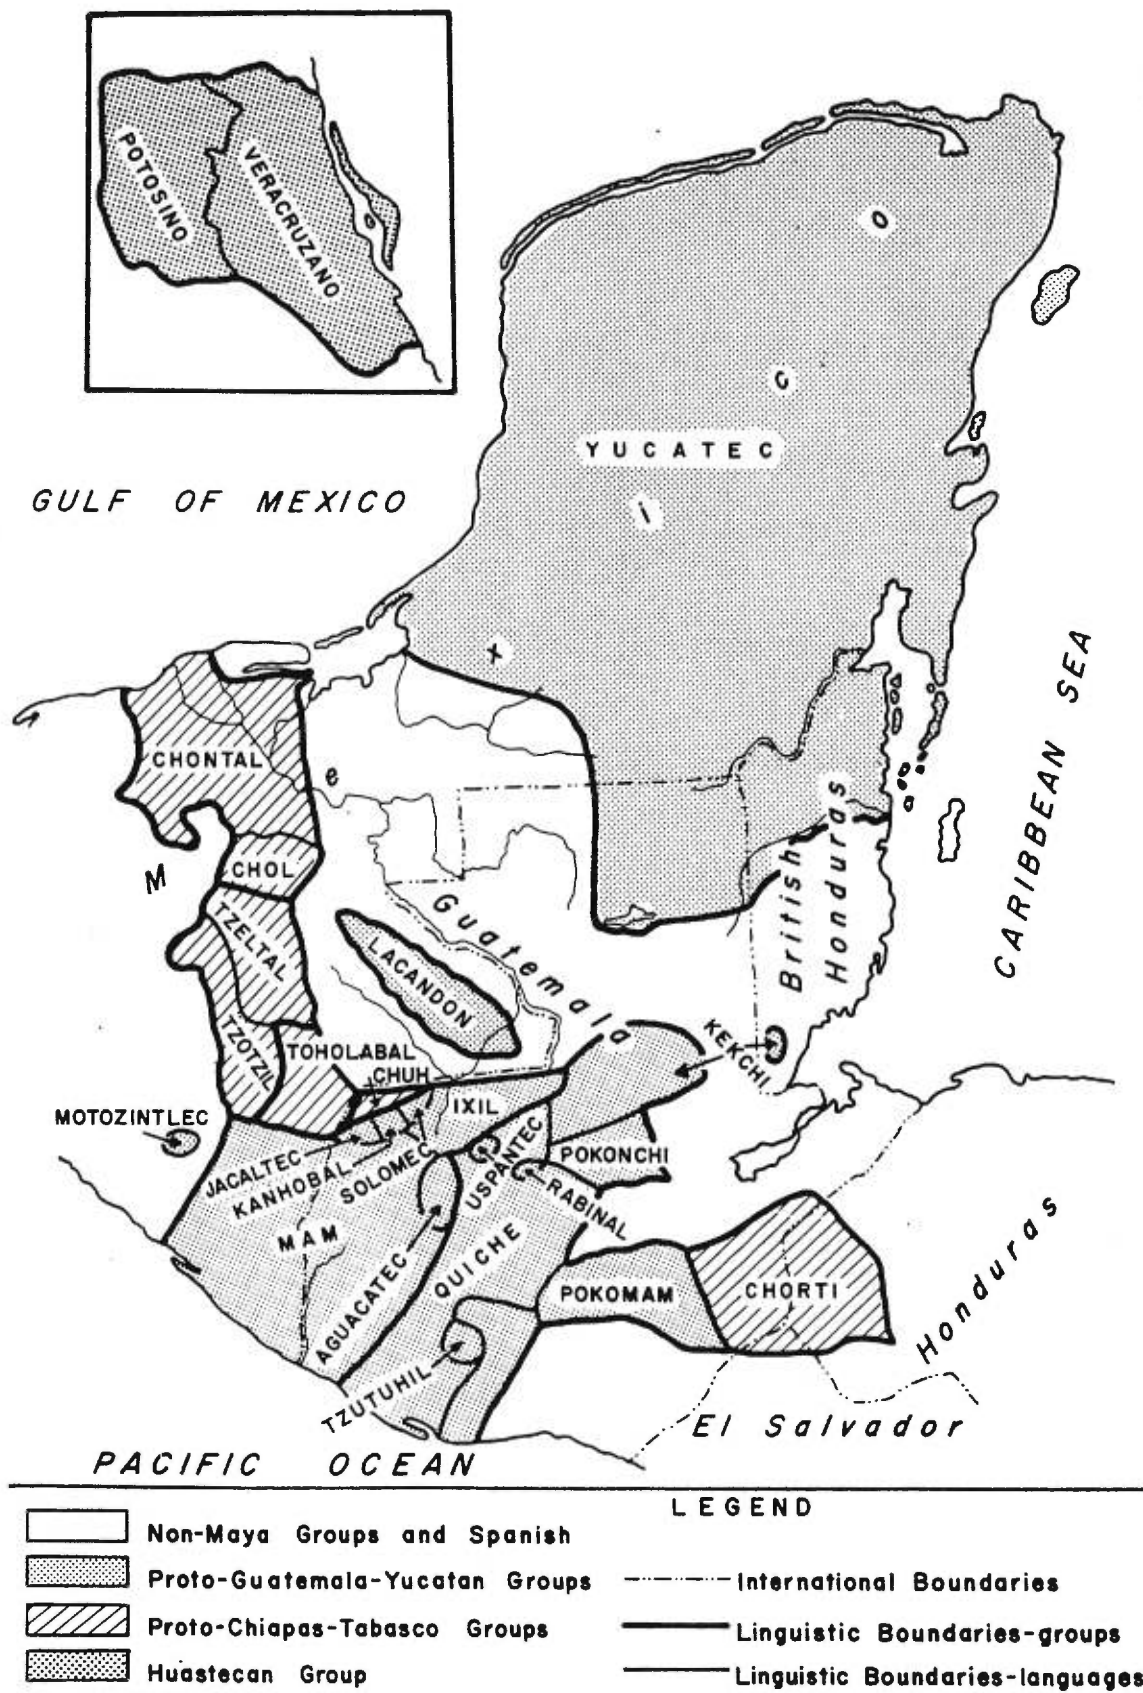 POTOSINO
VERACRUZANO
GULF OF MEXICO
YUCATEC
M e x i c o
CARIBBEAN SEA
CHONTAL
CHOL
TZELTAL
TZOTZIL
LACANDON
Guatemala
British
Honduras
TOHOLABAL
CHUH
KEKCHI
IXIL
MOTOZINTLEC
JACALTEC
KANHOBAL
SOLOMEC
USPANTEC
POKONCHI
RABINAL
MAM
AGUACATEC
QUICHE
POKOMAM
CHORTI
TZUTUHIL
Honduras
El Salvador
PACIFIC OCEAN
LEGEND
Non-Maya Groups and Spanish
Proto-Guatemala-Yucatan Groups
Proto-Chiapas-Tabasco Groups
Huastecan Group
International Boundaries
Linguistic Boundaries-groups
Linguistic Boundaries-languages